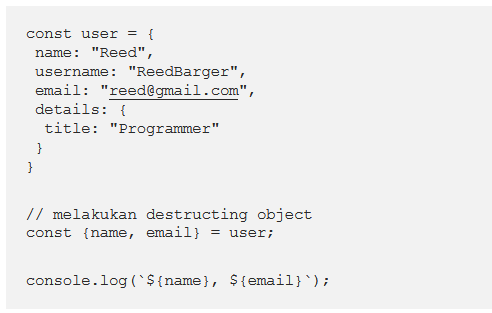 const user = {
 name: "Reed",
 username: "ReedBarger",
 email: "reed@gmail.com",
 details: {
  title: "Programmer"
 }
}
// melakukan destructing object
const {name, email} = user;
console.log(`${name}, ${email}`);